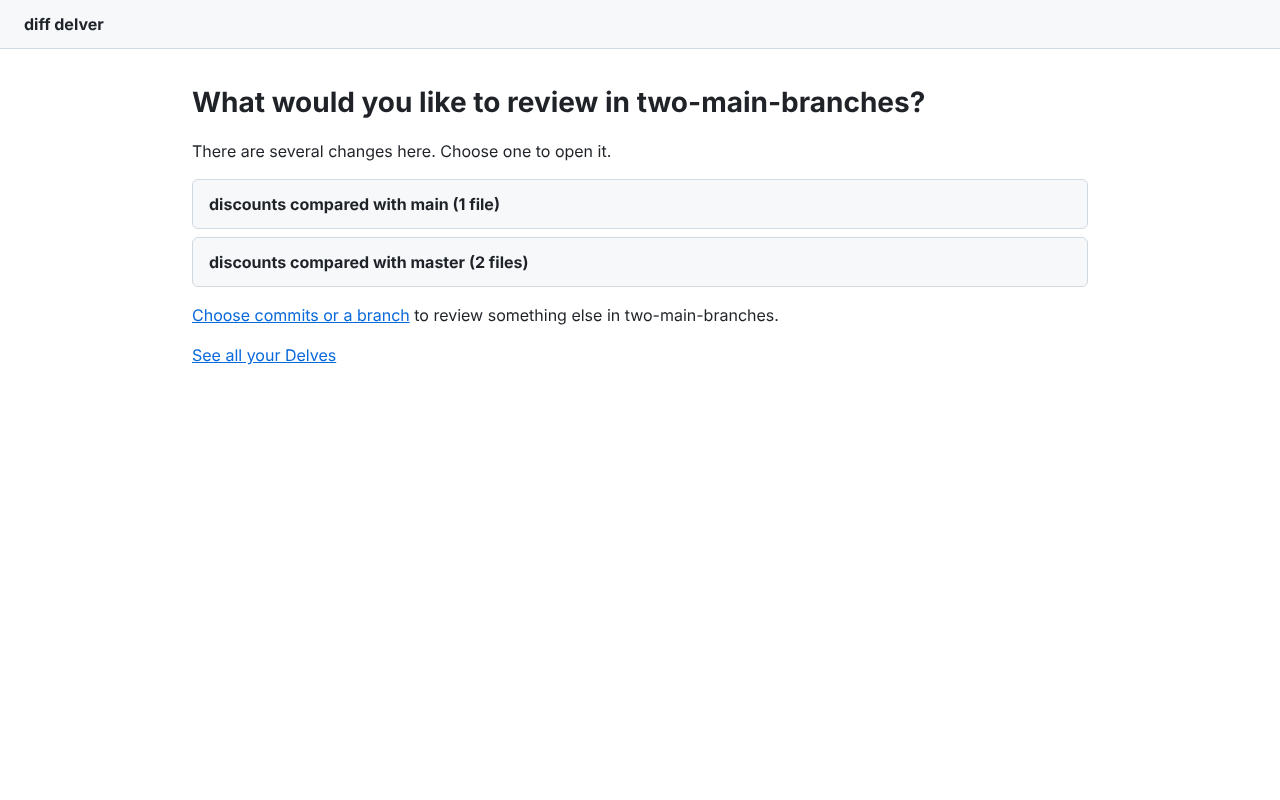 diff delver
What would you like to review in two-main-branches?
There are several changes here. Choose one to open it.
discounts compared with main (1 file)
discounts compared with master (2 files)
Choose commits or a branch to review something else in two-main-branches.
See all your Delves